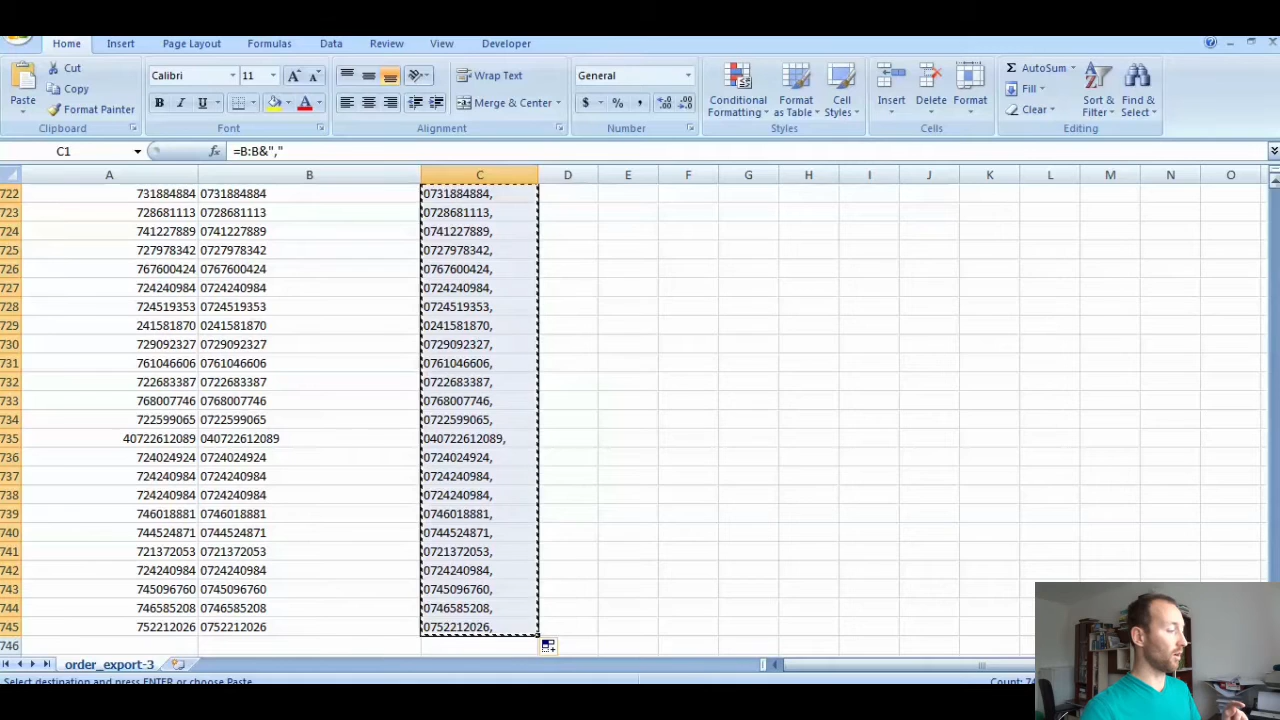 Home Insert Page Layout Formulas Data Review View Developer
Cut
Copy
Format Painter
Paste
Clipboard
Calibri 11
B I U
Font
Wrap Text
Merge & Center
Alignment
General
$ % ,
Number
Conditional Formatting
Format as Table
Cell Styles
Styles
Insert Delete Format
Cells
AutoSum
Fill
Clear
Sort & Filter
Find & Select
Editing
C1 fx =B:B&","
A B C D E F G H I J K L M N O
722 731884884 0731884884 0731884884,
723 728681113 0728681113 0728681113,
724 741227889 0741227889 0741227889,
725 727978342 0727978342 0727978342,
726 767600424 0767600424 0767600424,
727 724240984 0724240984 0724240984,
728 724519353 0724519353 0724519353,
729 241581870 0241581870 0241581870,
730 729092327 0729092327 0729092327,
731 761046606 0761046606 0761046606,
732 722683387 0722683387 0722683387,
733 768007746 0768007746 0768007746,
734 722599065 0722599065 0722599065,
735 40722612089 040722612089 040722612089,
736 724024924 0724024924 0724024924,
737 724240984 0724240984 0724240984,
738 724240984 0724240984 0724240984,
739 746018881 0746018881 0746018881,
740 744524871 0744524871 0744524871,
741 721372053 0721372053 0721372053,
742 724240984 0724240984 0724240984,
743 745096760 0745096760 0745096760,
744 746585208 0746585208 0746585208,
745 752212026 0752212026 0752212026,
746
order_export-3
Select destination and press ENTER or choose Paste
Count: 74